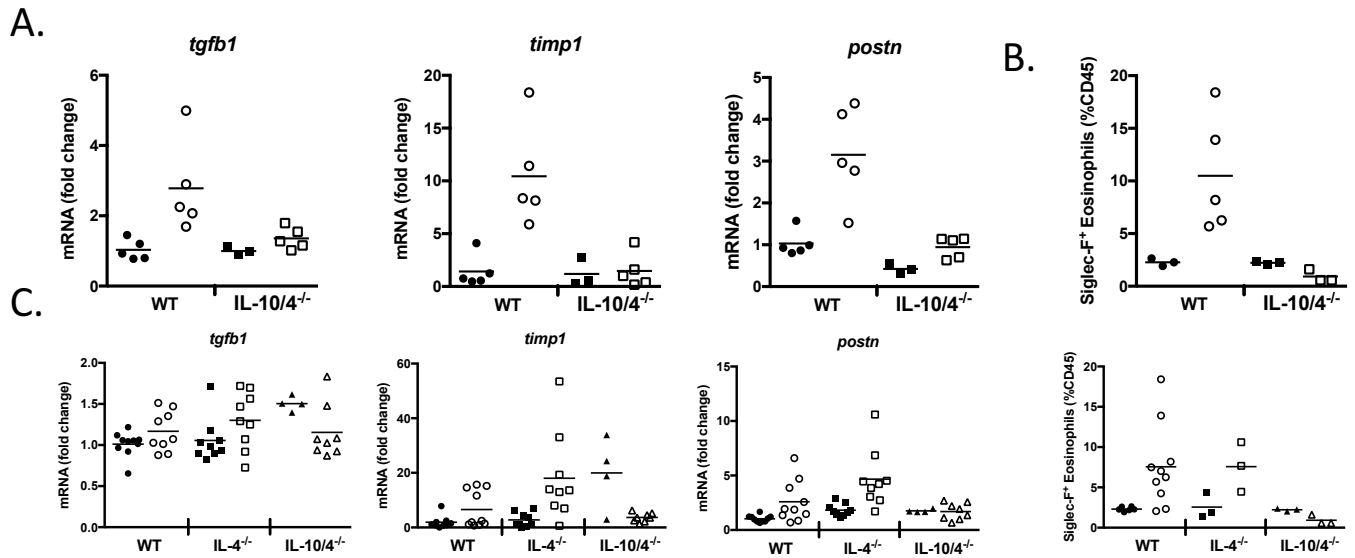 A.
tgfb1
mRNA (fold change)
6
4
2
0
WT
IL-10/4-/-
timp1
mRNA (fold change)
20
15
10
5
0
WT
IL-10/4-/-
postn
mRNA (fold change)
5
4
3
2
1
0
WT
IL-10/4-/-
B.
Siglec-F+ Eosinophils (%CD45)
20
15
10
5
0
WT
IL-10/4-/-
C.
tgfb1
mRNA (fold change)
2.0
1.5
1.0
0.5
0.0
WT
IL-4-/-
IL-10/4-/-
timp1
mRNA (fold change)
60
40
20
0
WT
IL-4-/-
IL-10/4-/-
postn
mRNA (fold change)
15
10
5
0
WT
IL-4-/-
IL-10/4-/-
Siglec-F+ Eosinophils (%CD45)
20
15
10
5
0
WT
IL-4-/-
IL-10/4-/-